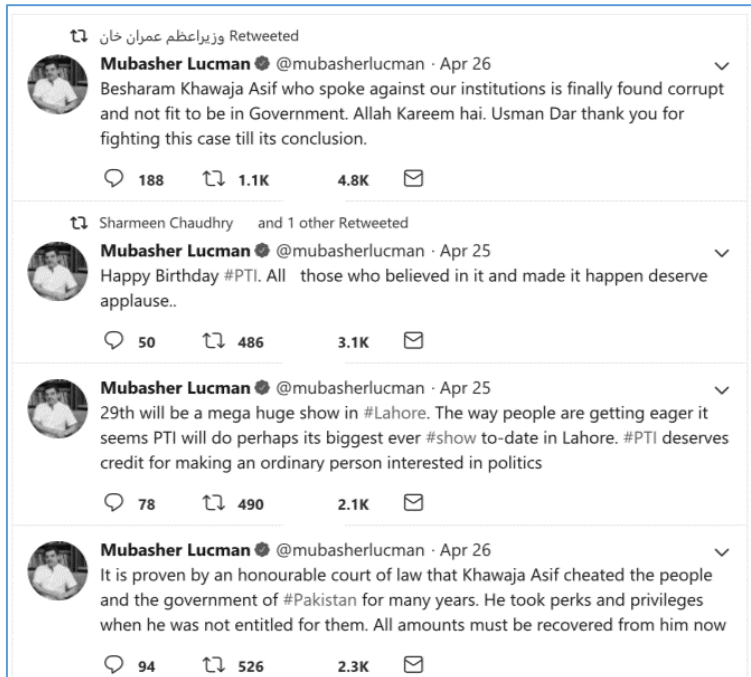 وزیراعظم عمران خان Retweeted
Mubasher Lucman @mubasherlucman · Apr 26
Besharam Khawaja Asif who spoke against our institutions is finally found corrupt
and not fit to be in Government. Allah Kareem hai. Usman Dar thank you for
fighting this case till its conclusion.
188 1.1K 4.8K
Sharmeen Chaudhry and 1 other Retweeted
Mubasher Lucman @mubasherlucman · Apr 25
Happy Birthday #PTI. All those who believed in it and made it happen deserve
applause..
50 486 3.1K
Mubasher Lucman @mubasherlucman · Apr 25
29th will be a mega huge show in #Lahore. The way people are getting eager it
seems PTI will do perhaps its biggest ever #show to-date in Lahore. #PTI deserves
credit for making an ordinary person interested in politics
78 490 2.1K
Mubasher Lucman @mubasherlucman · Apr 26
It is proven by an honourable court of law that Khawaja Asif cheated the people
and the government of #Pakistan for many years. He took perks and privileges
when he was not entitled for them. All amounts must be recovered from him now
94 526 2.3K